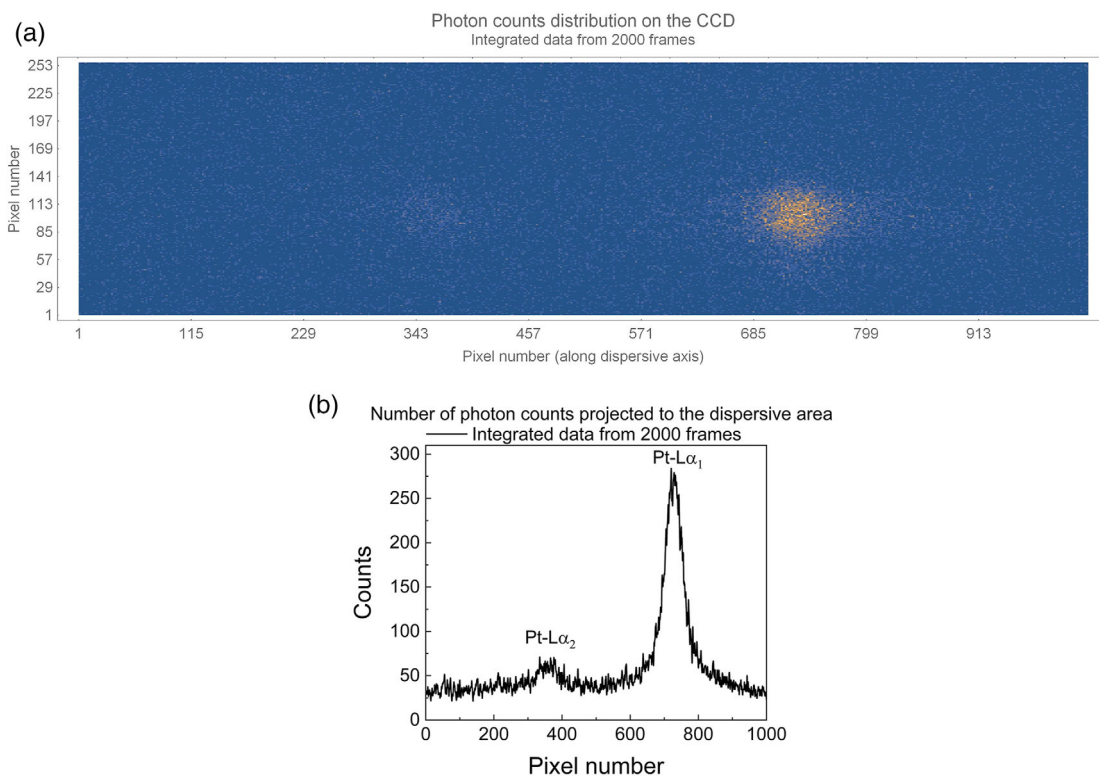 (a)
Photon counts distribution on the CCD
Integrated data from 2000 frames
253
225
197
169
141
113
85
57
29
1
Pixel number
1 115 229 343 457 571 685 799 913
Pixel number (along dispersive axis)
(b)
Number of photon counts projected to the dispersive area
Integrated data from 2000 frames
300
250
200
150
100
50
0
Counts
Pt-Lα₁
Pt-Lα₂
0 200 400 600 800 1000
Pixel number